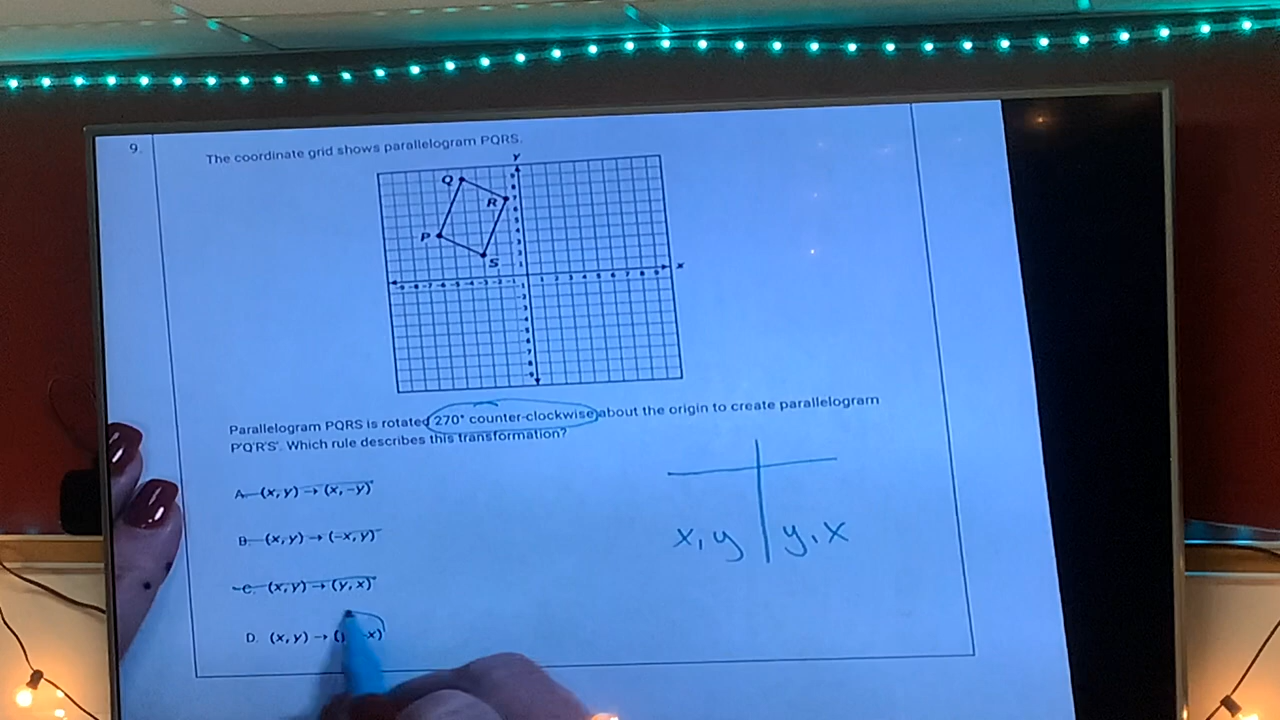 9.
The coordinate grid shows parallelogram PQRS.
y
Q
R
P
S
x
Parallelogram PQRS is rotated 270° counter-clockwise about the origin to create parallelogram
P'Q'R'S'. Which rule describes this transformation?
A. (x, y) → (x, -y)
B. (x, y) → (-x, y)
C. (x, y) → (y, x)
D. (x, y) → ( x)
x, y | y, x